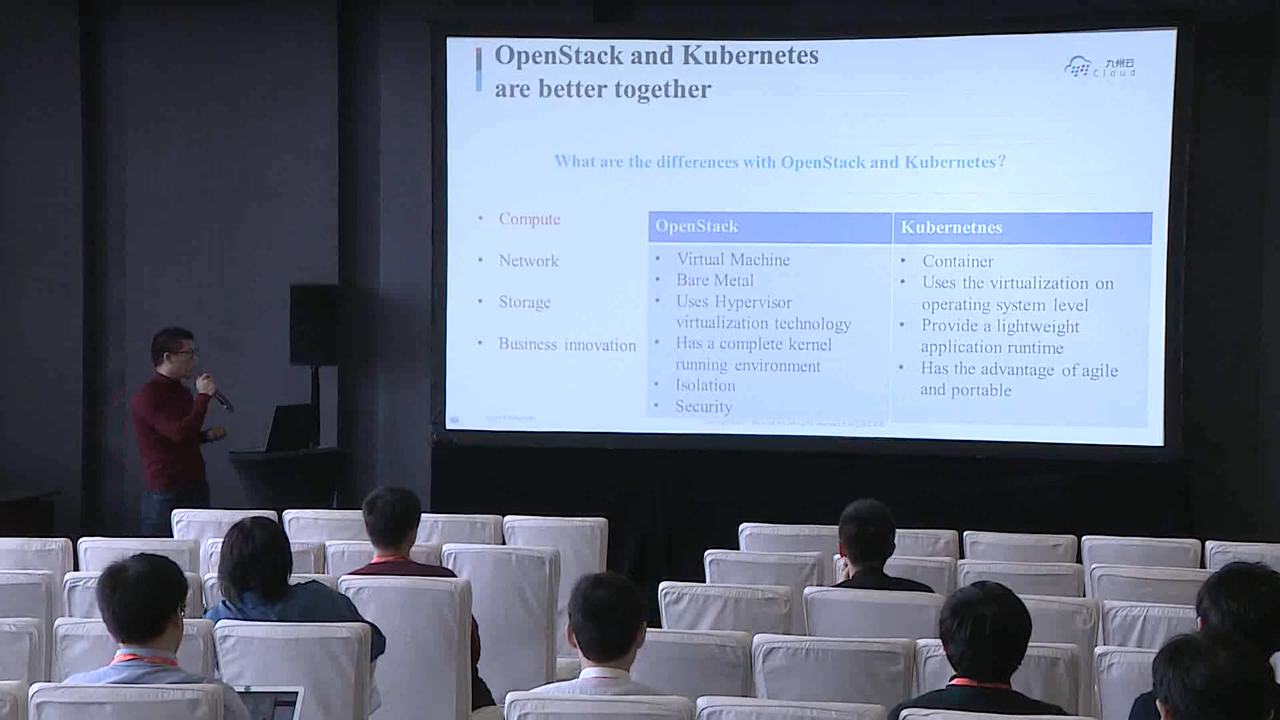 OpenStack and Kubernetes
are better together
九州云
Cloud
What are the differences with OpenStack and Kubernetes?
• Compute
• Network
• Storage
• Business innovation
OpenStack
• Virtual Machine
• Bare Metal
• Uses Hypervisor
virtualization technology
• Has a complete kernel
running environment
• Isolation
• Security
Kubernetnes
• Container
• Uses the virtualization on
operating system level
• Provide a lightweight
application runtime
• Has the advantage of agile
and portable